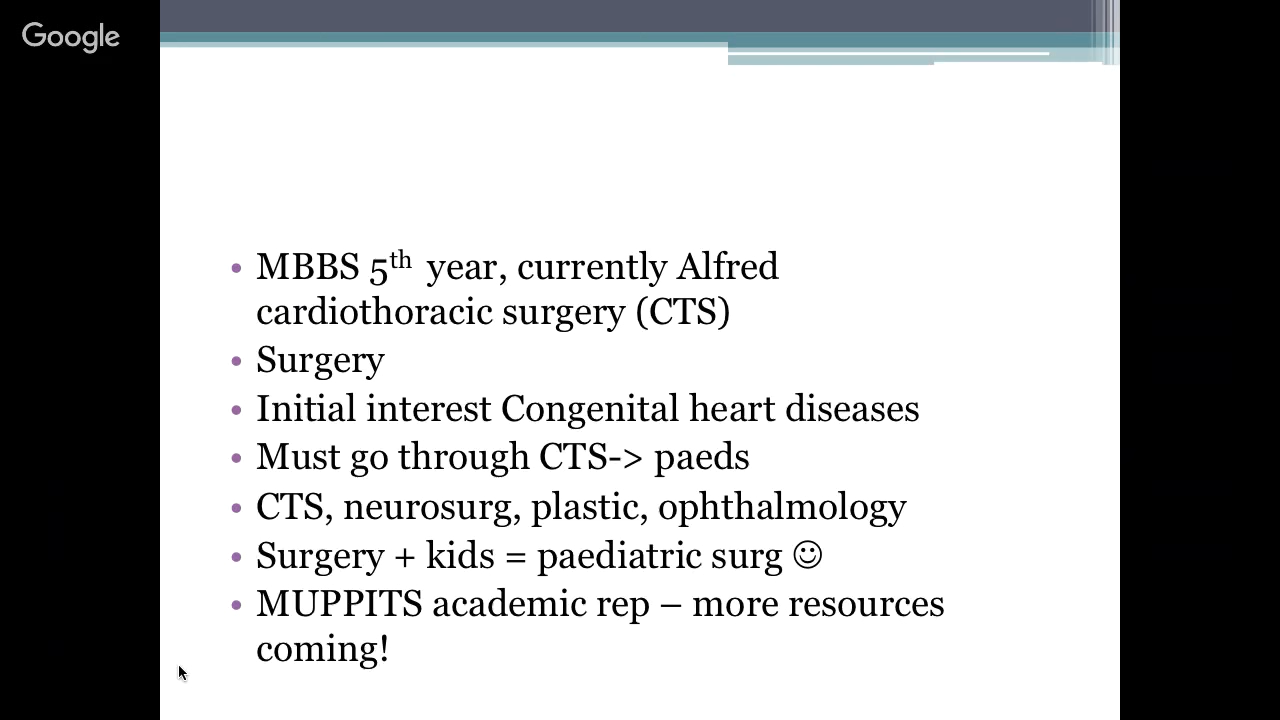 Google
• MBBS 5th year, currently Alfred
cardiothoracic surgery (CTS)
• Surgery
• Initial interest Congenital heart diseases
• Must go through CTS-> paeds
• CTS, neurosurg, plastic, ophthalmology
• Surgery + kids = paediatric surg ☺
• MUPPITS academic rep – more resources
coming!